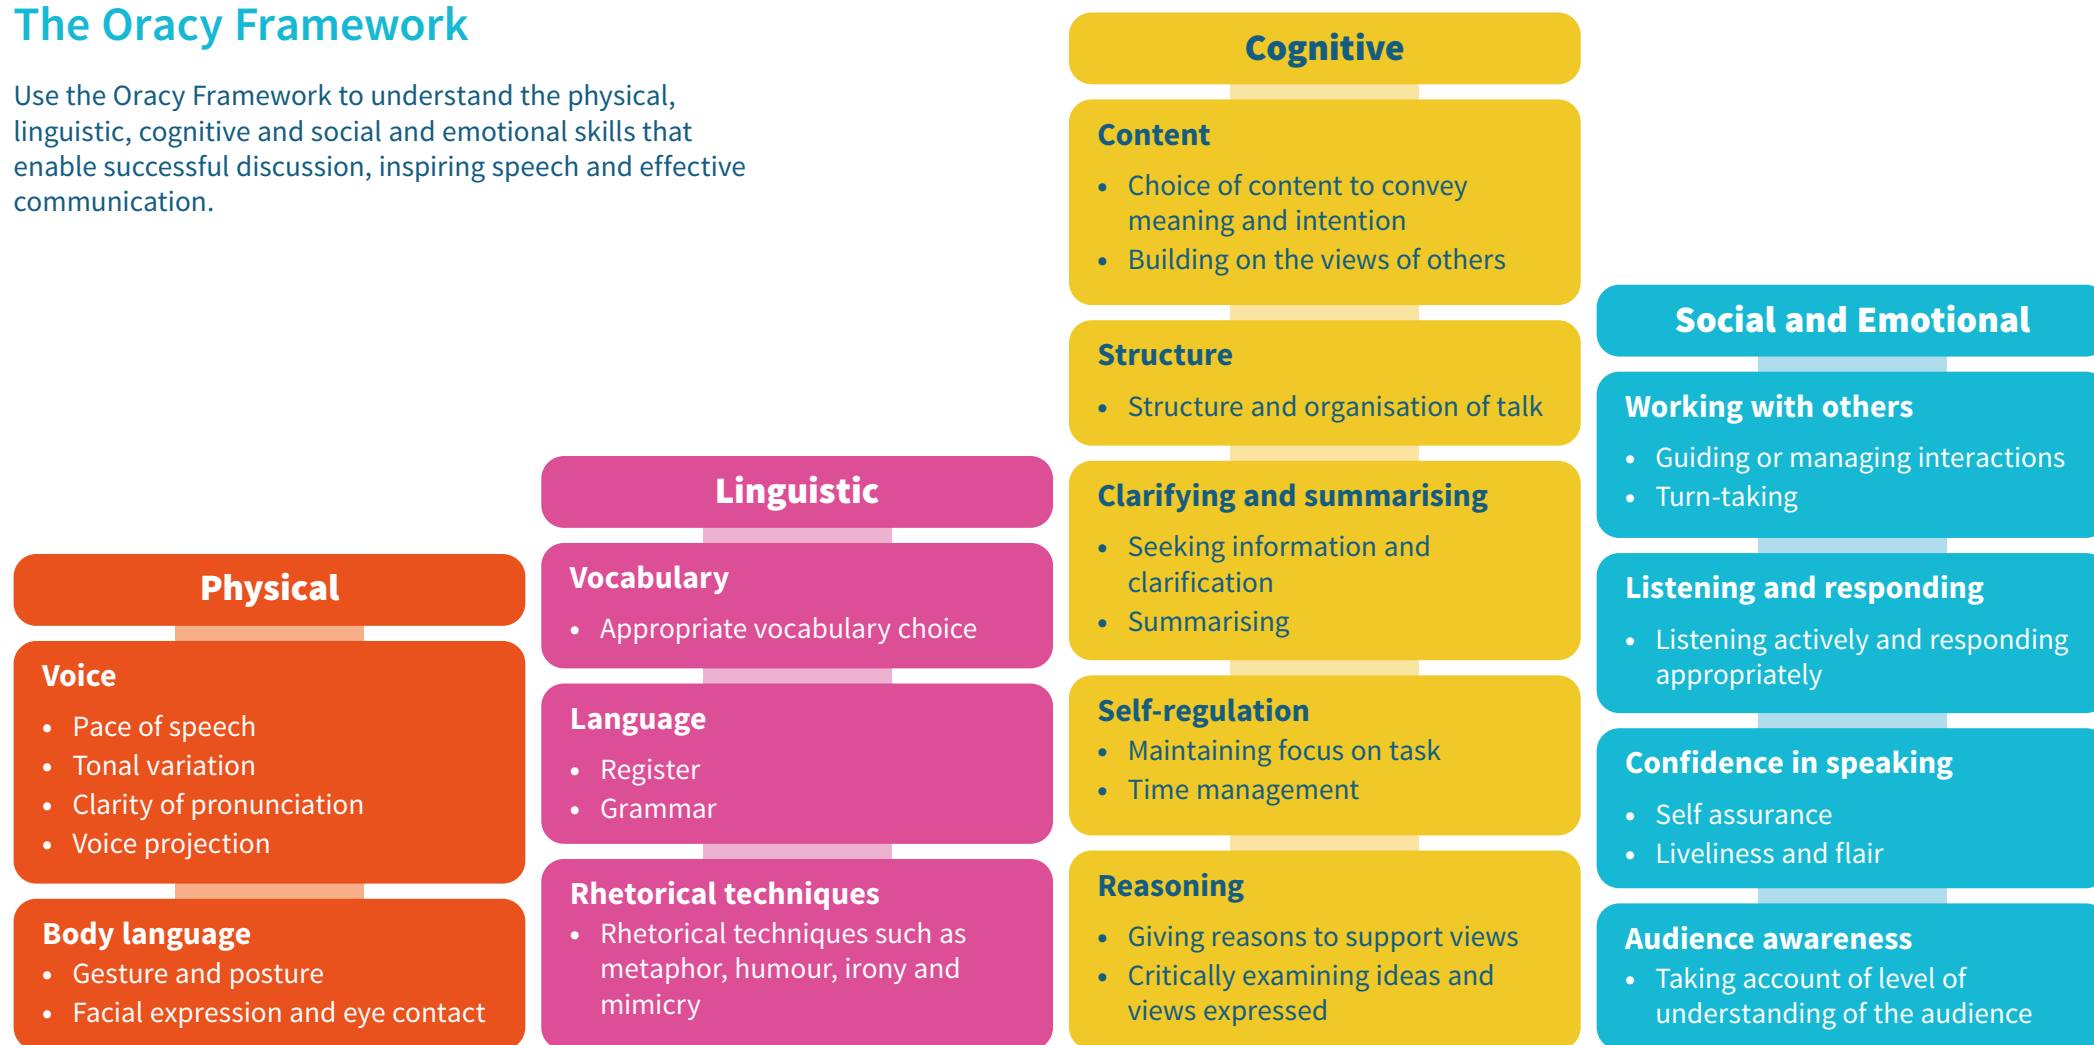 The Oracy Framework
Use the Oracy Framework to understand the physical,
linguistic, cognitive and social and emotional skills that
enable successful discussion, inspiring speech and effective
communication.
Physical
Voice
• Pace of speech
• Tonal variation
• Clarity of pronunciation
• Voice projection
Body language
• Gesture and posture
• Facial expression and eye contact
Linguistic
Vocabulary
• Appropriate vocabulary choice
Language
• Register
• Grammar
Rhetorical techniques
• Rhetorical techniques such as
metaphor, humour, irony and
mimicry
Cognitive
Content
• Choice of content to convey
meaning and intention
• Building on the views of others
Structure
• Structure and organisation of talk
Clarifying and summarising
• Seeking information and
clarification
• Summarising
Self-regulation
• Maintaining focus on task
• Time management
Reasoning
• Giving reasons to support views
• Critically examining ideas and
views expressed
Social and Emotional
Working with others
• Guiding or managing interactions
• Turn-taking
Listening and responding
• Listening actively and responding
appropriately
Confidence in speaking
• Self assurance
• Liveliness and flair
Audience awareness
• Taking account of level of
understanding of the audience